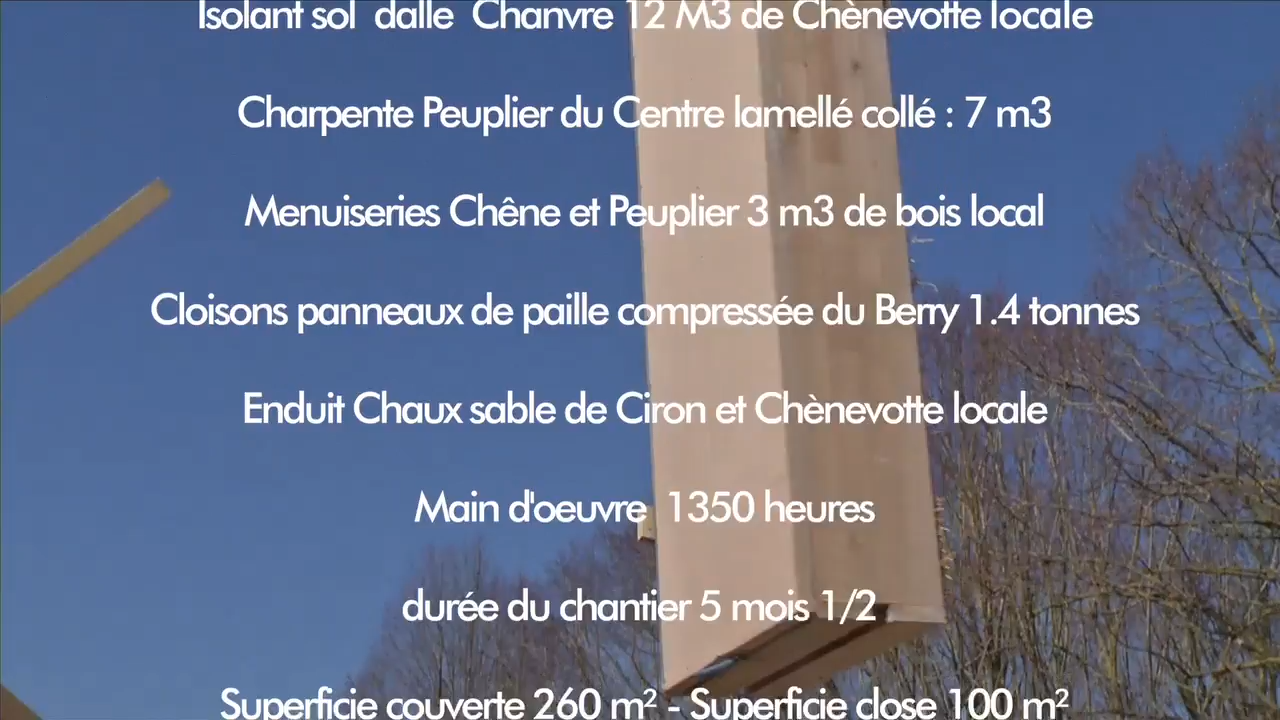 Isolant sol dalle Chanvre 12 M3 de Chènevotte locale
Charpente Peuplier du Centre lamellé collé : 7 m3
Menuiseries Chêne et Peuplier 3 m3 de bois local
Cloisons panneaux de paille compressée du Berry 1.4 tonnes
Enduit Chaux sable de Ciron et Chènevotte locale
Main d'oeuvre 1350 heures
durée du chantier 5 mois 1/2
Superficie couverte 260 m² - Superficie close 100 m²